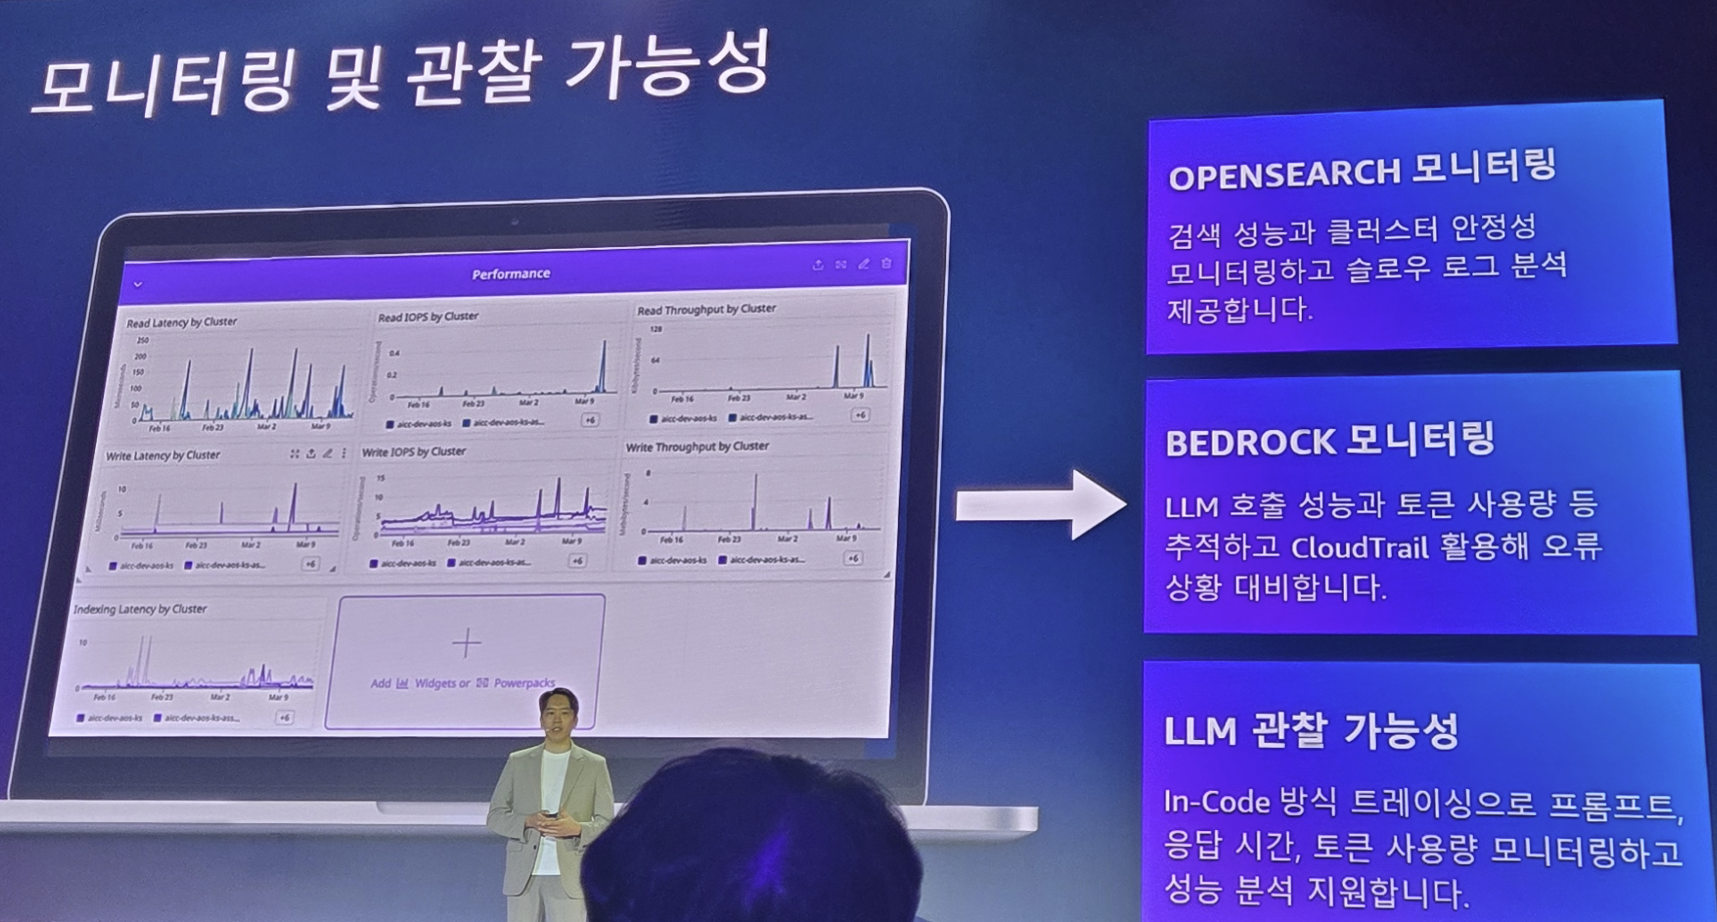 모니터링 및 관찰 가능성
Performance
Read Latency by Cluster
250
200
150
100
50
0
Microseconds
Feb 16 Feb 23 Mar 2 Mar 9
Read IOPS by Cluster
0.4
0.2
0
Operations/second
Feb 16 Feb 23 Mar 2 Mar 9
aicc-dev-aos-ks aicc-dev-aos-ks-as... +6
Read Throughput by Cluster
128
64
0
Kibibytes/second
Feb 16 Feb 23 Mar 2 Mar 9
aicc-dev-aos-ks aicc-dev-aos-ks-as... +6
Write Latency by Cluster
10
5
0
Feb 16 Feb 23 Mar 2 Mar 9
aicc-dev-aos-ks aicc-dev-aos-ks-as... +6
Write IOPS by Cluster
15
10
5
0
Operations/second
Feb 16 Feb 23 Mar 2 Mar 9
aicc-dev-aos-ks aicc-dev-aos-ks-as... +6
Write Throughput by Cluster
8
4
0
Mebibytes/second
Feb 16 Feb 23 Mar 2 Mar 9
aicc-dev-aos-ks aicc-dev-aos-ks-as... +6
Indexing Latency by Cluster
10
0
Feb 16 Feb 23 Mar 2 Mar 9
aicc-dev-aos-ks aicc-dev-aos-ks-ass... +6
Add Widgets or Powerpacks
OPENSEARCH 모니터링
검색 성능과 클러스터 안정성
모니터링하고 슬로우 로그 분석
제공합니다.
BEDROCK 모니터링
LLM 호출 성능과 토큰 사용량 등
추적하고 CloudTrail 활용해 오류
상황 대비합니다.
LLM 관찰 가능성
In-Code 방식 트레이싱으로 프롬프트,
응답 시간, 토큰 사용량 모니터링하고
성능 분석 지원합니다.